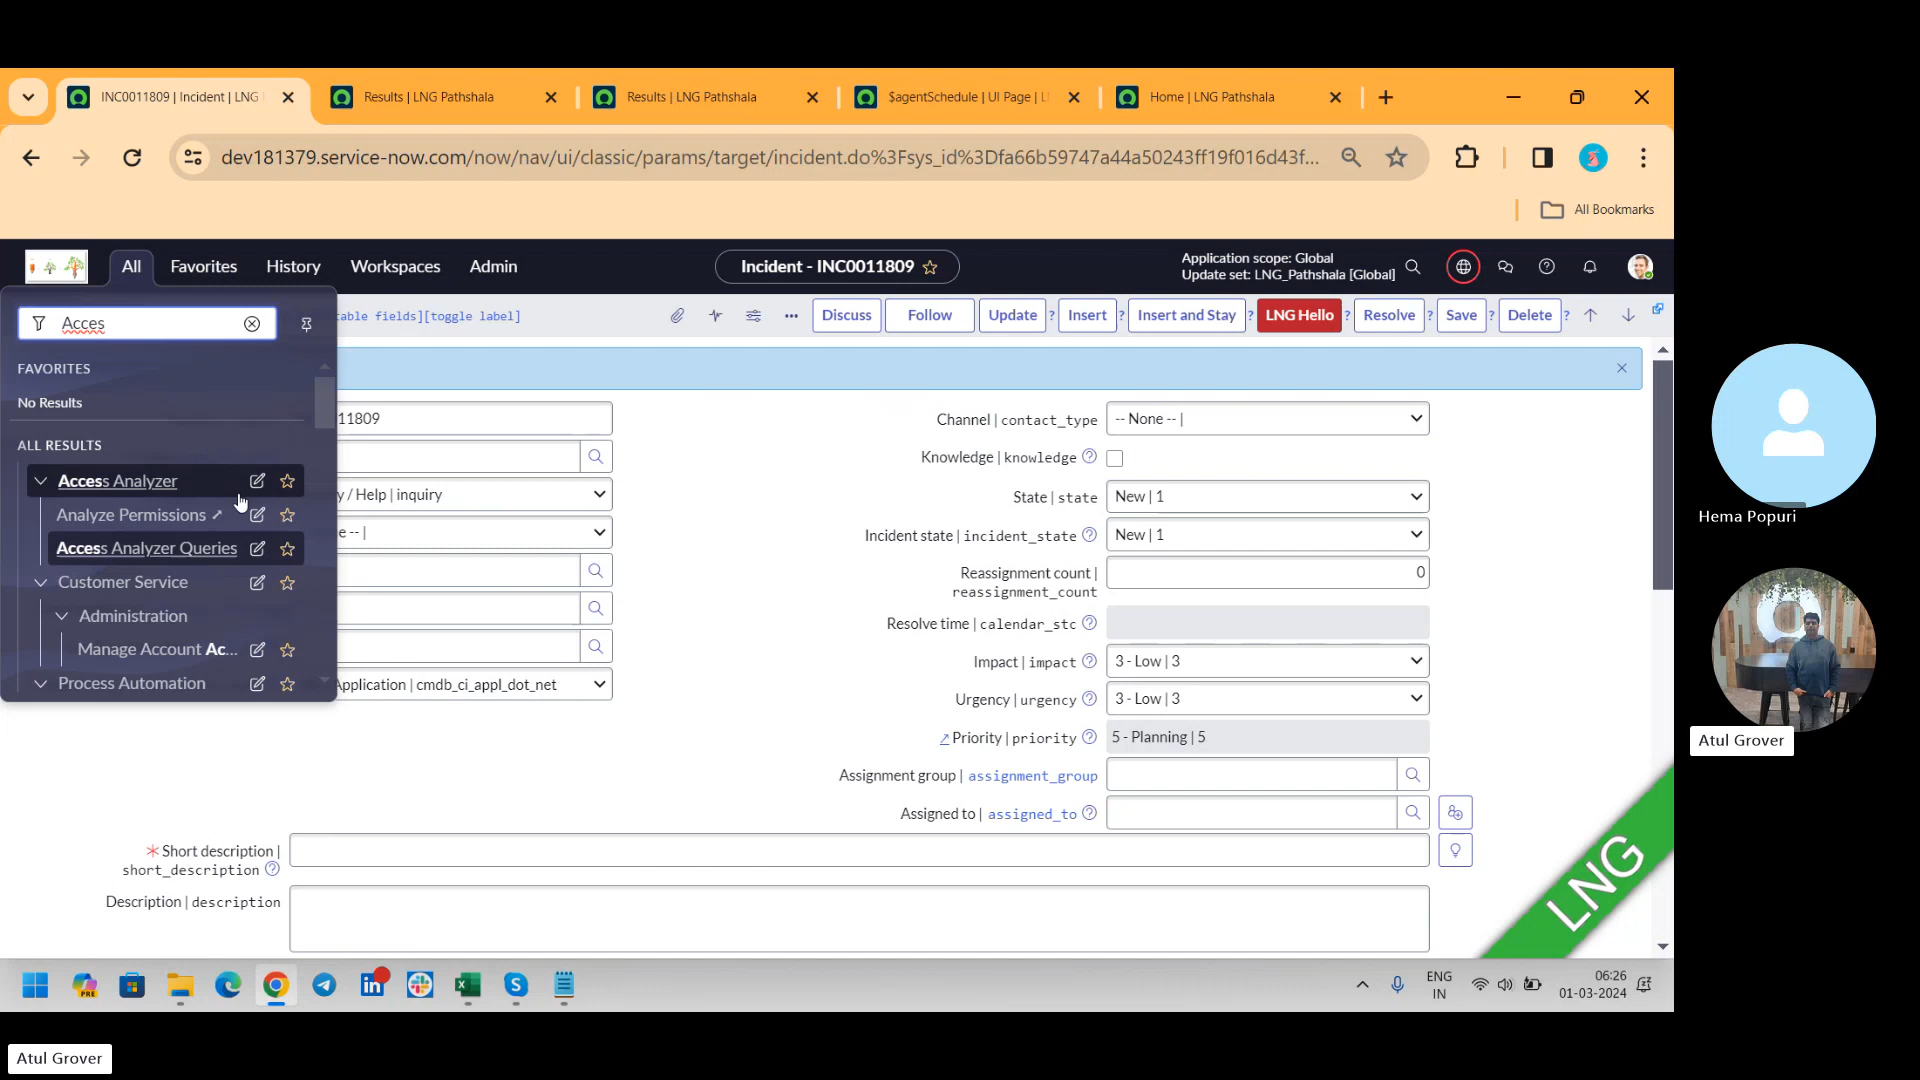 INC0011809 | Incident | LNG
Results | LNG Pathshala
Results | LNG Pathshala
$agentSchedule | UI Page | L
Home | LNG Pathshala
dev181379.service-now.com/now/nav/ui/classic/params/target/incident.do%3Fsys_id%3Dfa66b59747a44a50243ff19f016d43f...
All Bookmarks
All
Favorites
History
Workspaces
Admin
Incident - INC0011809
Application scope: Global
Update set: LNG_Pathshala [Global]
Acces
table fields][toggle label]
Discuss
Follow
Update
?
Insert
?
Insert and Stay
?
LNG Hello
?
Resolve
?
Save
?
Delete
?
FAVORITES
No Results
ALL RESULTS
Access Analyzer
Analyze Permissions
Access Analyzer Queries
Customer Service
Administration
Manage Account Ac...
Process Automation
11809
y / Help | inquiry
e -- |
Application | cmdb_ci_appl_dot_net
Channel | contact_type
-- None -- |
Knowledge | knowledge
State | state
New | 1
Incident state | incident_state
New | 1
Reassignment count |
reassignment_count
0
Resolve time | calendar_stc
Impact | impact
3 - Low | 3
Urgency | urgency
3 - Low | 3
Priority | priority
5 - Planning | 5
Assignment group | assignment_group
Assigned to | assigned_to
Short description |
short_description
Description | description
LNG
Hema Popuri
Atul Grover
PRE
ENG
IN
06:26
01-03-2024
Atul Grover